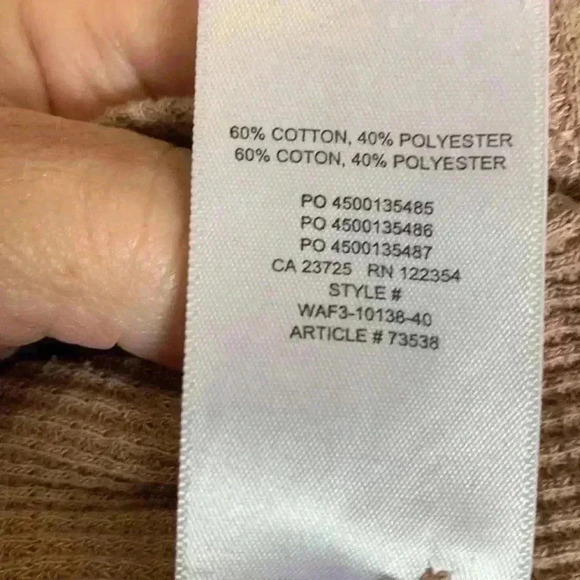 60% COTTON, 40% POLYESTER
60% COTON, 40% POLYESTER
PO 4500135485
PO 4500135486
PO 4500135487
CA 23725 RN 122354
STYLE #
WAF3-10138-40
ARTICLE # 73538